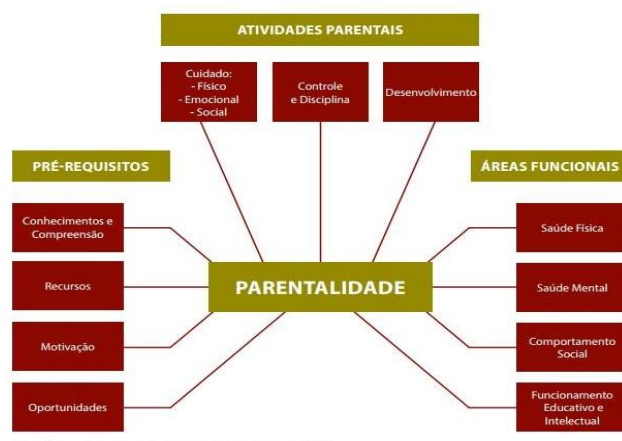 ATIVIDADES PARENTAIS
Cuidado:
- Físico
- Emocional
- Social
Controle
e Disciplina
Desenvolvimento
PRÉ-REQUISITOS
Conhecimentos e
Compreensão
Recursos
Motivação
Oportunidades
PARENTALIDADE
ÁREAS FUNCIONAIS
Saúde Física
Saúde Mental
Comportamento
Social
Funcionamento
Educativo e
Intelectual